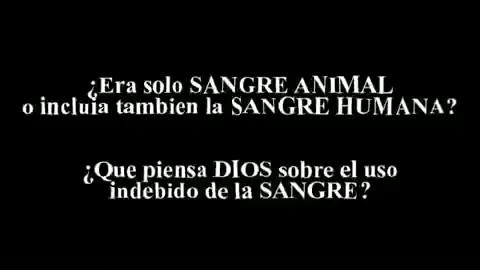 ¿Era solo SANGRE ANIMAL
o incluia tambien la SANGRE HUMANA?
¿Que piensa DIOS sobre el uso
indebido de la SANGRE?